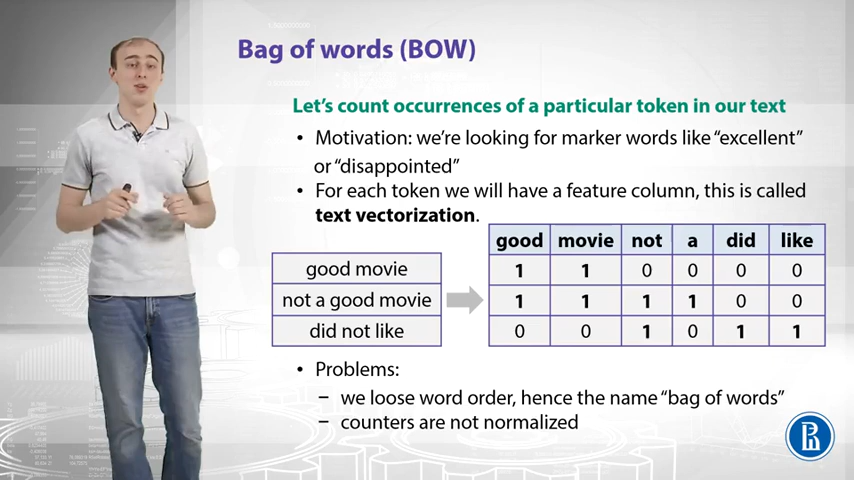 Bag of words (BOW)
Let's count occurrences of a particular token in our text
• Motivation: we're looking for marker words like "excellent"
or "disappointed"
• For each token we will have a feature column, this is called
text vectorization.
good movie not a did like
good movie 1 1 0 0 0 0
not a good movie 1 1 1 1 0 0
did not like 0 0 1 0 1 1
• Problems:
– we loose word order, hence the name "bag of words"
– counters are not normalized